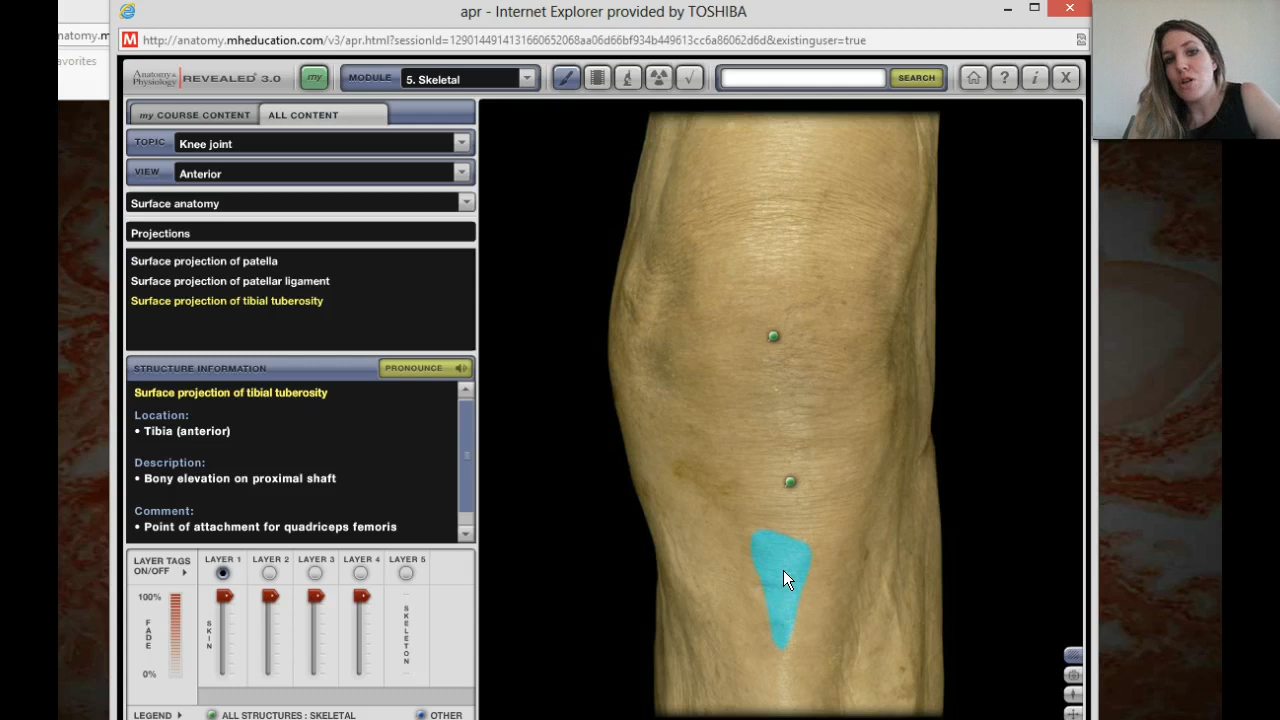 apr - Internet Explorer provided by TOSHIBA
natomy.m
M http://anatomy.mheducation.com/v3/apr.html?sessionId=1290144914131660652068aa06d66bf934b449613cc6a86062d6d&existinguser=true
avorites
Anatomy & Physiology REVEALED 3.0 my MODULE 5. Skeletal SEARCH ? i X
my COURSE CONTENT ALL CONTENT
TOPIC Knee joint
VIEW Anterior
Surface anatomy
Projections
Surface projection of patella
Surface projection of patellar ligament
Surface projection of tibial tuberosity
STRUCTURE INFORMATION PRONOUNCE
Surface projection of tibial tuberosity
Location:
• Tibia (anterior)
Description:
• Bony elevation on proximal shaft
Comment:
• Point of attachment for quadriceps femoris
LAYER TAGS ON/OFF LAYER 1 LAYER 2 LAYER 3 LAYER 4 LAYER 5
100%
FADE SKIN SKELETON
0%
LEGEND ALL STRUCTURES : SKELETAL OTHER